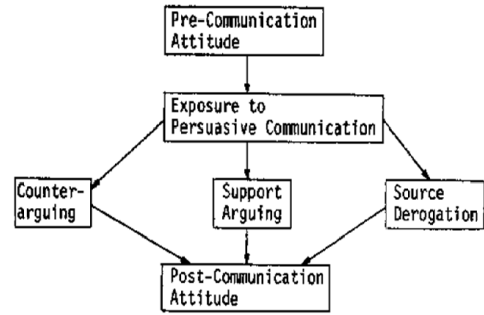 Pre-Communication
Attitude
Exposure to
Persuasive Communication
Counter-
arguing
Support
Arguing
Source
Derogation
Post-Communication
Attitude